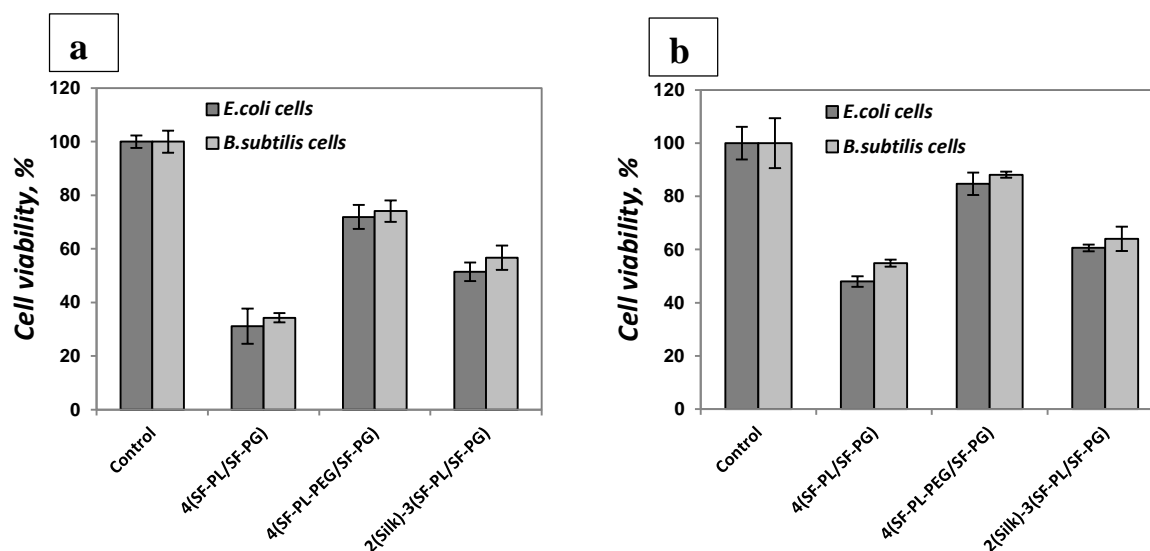 a
120
100
80
60
40
20
0
Cell viability, %
E.coli cells
B.subtilis cells
Control
4(SF-PL/SF-PG)
4(SF-PL-PEG/SF-PG)
2(Silk)-3(SF-PL/SF-PG)
b
120
100
80
60
40
20
0
Cell viability, %
E.coli cells
B.subtilis cells
Control
4(SF-PL/SF-PG)
4(SF-PL-PEG/SF-PG)
2(Silk)-3(SF-PL/SF-PG)